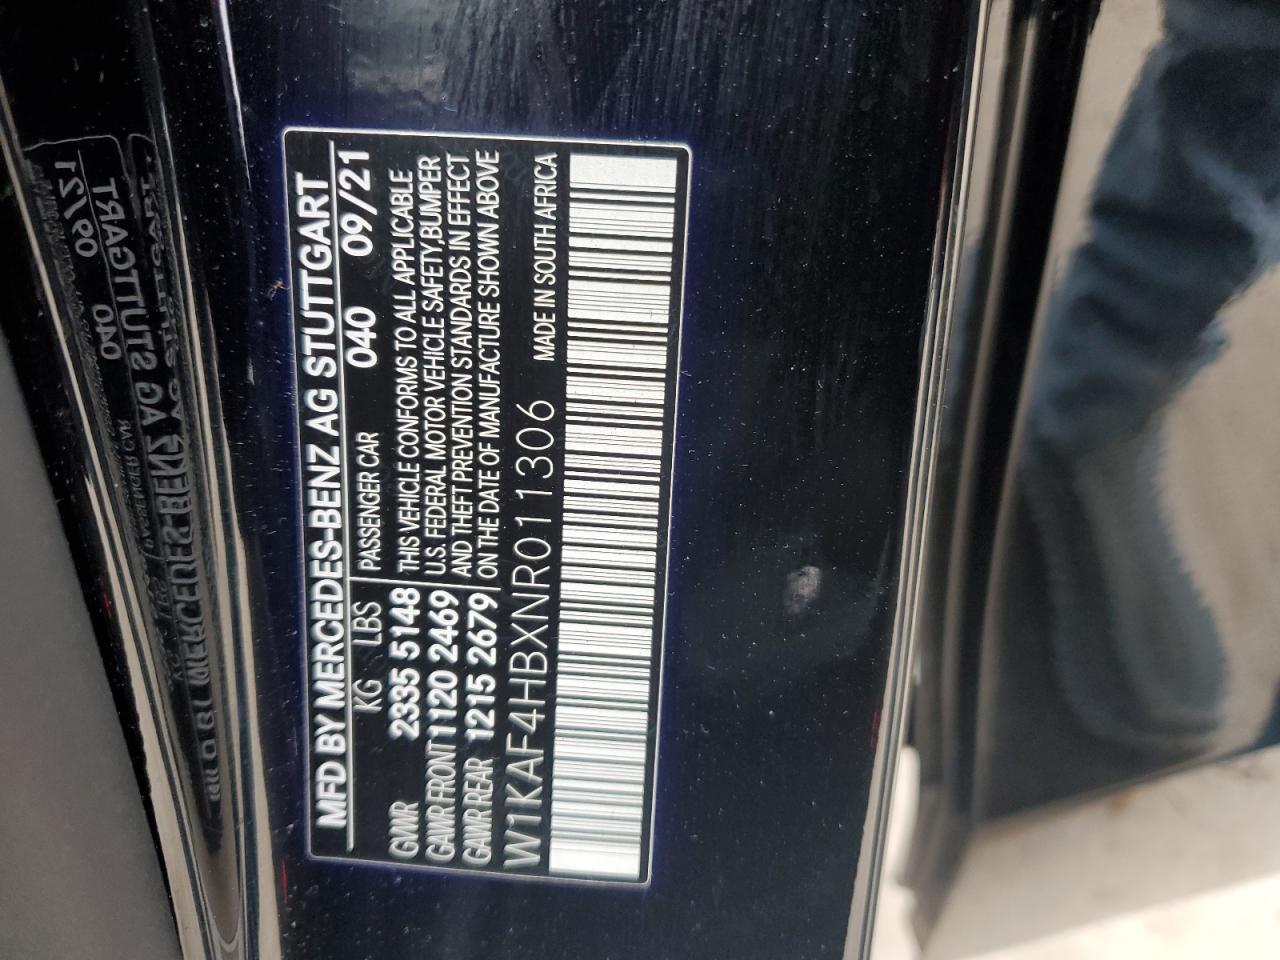 MFD BY MERCEDES-BENZ AG STUTTGART
KG LBS PASSENGER CAR 040 09/21
GVWR 2335 5148 THIS VEHICLE CONFORMS TO ALL APPLICABLE
GAWR FRONT 1120 2469 U.S. FEDERAL MOTOR VEHICLE SAFETY,BUMPER
GAWR REAR 1215 2679 AND THEFT PREVENTION STANDARDS IN EFFECT
ON THE DATE OF MANUFACTURE SHOWN ABOVE
W1KAF4HBXNR011306 MADE IN SOUTH AFRICA